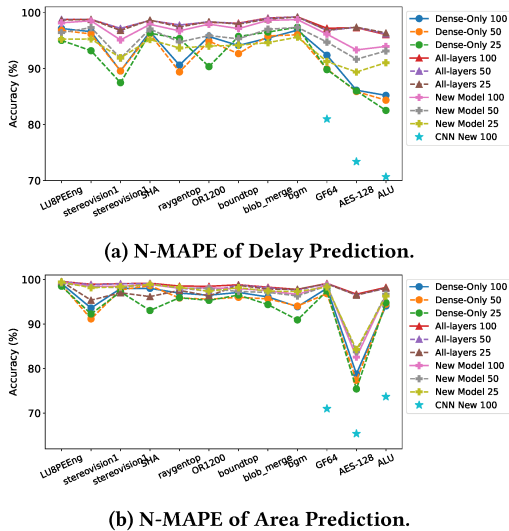 100
90
80
70
Accuracy (%)
LU8PEEng
stereovision1
stereovision1
SHA
raygentop
OR1200
boundtop
blob_merge
bgm
GF64
AES-128
ALU
Dense-Only 100
Dense-Only 50
Dense-Only 25
All-layers 100
All-layers 50
All-layers 25
New Model 100
New Model 50
New Model 25
CNN New 100
(a) N-MAPE of Delay Prediction.
100
90
80
70
Accuracy (%)
LU8PEEng
stereovision1
stereovision1
SHA
raygentop
OR1200
boundtop
blob_merge
bgm
GF64
AES-128
ALU
Dense-Only 100
Dense-Only 50
Dense-Only 25
All-layers 100
All-layers 50
All-layers 25
New Model 100
New Model 50
New Model 25
CNN New 100
(b) N-MAPE of Area Prediction.